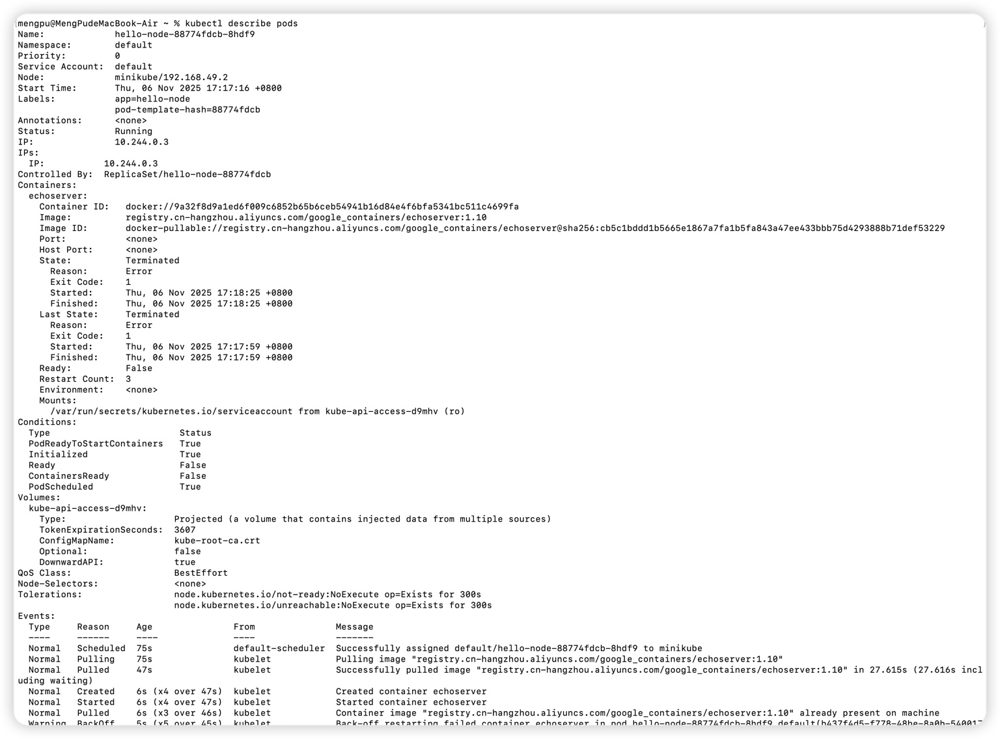 mengpu@MengPudeMacBook-Air ~ % kubectl describe pods
Name:             hello-node-88774fdcb-8hdf9
Namespace:        default
Priority:         0
Service Account:  default
Node:             minikube/192.168.49.2
Start Time:       Thu, 06 Nov 2025 17:17:16 +0800
Labels:           app=hello-node
                  pod-template-hash=88774fdcb
Annotations:      <none>
Status:           Running
IP:               10.244.0.3
IPs:
  IP:           10.244.0.3
Controlled By:  ReplicaSet/hello-node-88774fdcb
Containers:
  echoserver:
    Container ID:   docker://9a32f8d9a1ed6f009c6852b65b6ceb54941b16d84e4f6bfa5341bc511c4699fa
    Image:          registry.cn-hangzhou.aliyuncs.com/google_containers/echoserver:1.10
    Image ID:       docker-pullable://registry.cn-hangzhou.aliyuncs.com/google_containers/echoserver@sha256:cb5c1bddd1b5665e1867a7fa1b5fa843a47ee433bbb75d4293888b71def53229
    Port:           <none>
    Host Port:      <none>
    State:          Terminated
      Reason:       Error
      Exit Code:    1
      Started:      Thu, 06 Nov 2025 17:18:25 +0800
      Finished:     Thu, 06 Nov 2025 17:18:25 +0800
    Last State:     Terminated
      Reason:       Error
      Exit Code:    1
      Started:      Thu, 06 Nov 2025 17:17:59 +0800
      Finished:     Thu, 06 Nov 2025 17:17:59 +0800
    Ready:          False
    Restart Count:  3
    Environment:    <none>
    Mounts:
      /var/run/secrets/kubernetes.io/serviceaccount from kube-api-access-d9mhv (ro)
Conditions:
  Type                        Status
  PodReadyToStartContainers   True
  Initialized                 True
  Ready                       False
  ContainersReady             False
  PodScheduled                True
Volumes:
  kube-api-access-d9mhv:
    Type:                    Projected (a volume that contains injected data from multiple sources)
    TokenExpirationSeconds:  3607
    ConfigMapName:           kube-root-ca.crt
    Optional:                false
    DownwardAPI:             true
QoS Class:                   BestEffort
Node-Selectors:              <none>
Tolerations:                 node.kubernetes.io/not-ready:NoExecute op=Exists for 300s
                             node.kubernetes.io/unreachable:NoExecute op=Exists for 300s
Events:
  Type     Reason     Age               From               Message
  ----     ------     ----              ----               -------
  Normal   Scheduled  75s               default-scheduler  Successfully assigned default/hello-node-88774fdcb-8hdf9 to minikube
  Normal   Pulling    75s               kubelet            Pulling image "registry.cn-hangzhou.aliyuncs.com/google_containers/echoserver:1.10"
  Normal   Pulled     47s               kubelet            Successfully pulled image "registry.cn-hangzhou.aliyuncs.com/google_containers/echoserver:1.10" in 27.615s (27.616s incl
uding waiting)
  Normal   Created    6s (x4 over 47s)  kubelet            Created container echoserver
  Normal   Started    6s (x4 over 47s)  kubelet            Started container echoserver
  Normal   Pulled     6s (x3 over 46s)  kubelet            Container image "registry.cn-hangzhou.aliyuncs.com/google_containers/echoserver:1.10" already present on machine
  Warning  BackOff    5s (x5 over 45s)  kubelet            Back-off restarting failed container echoserver in pod hello-node-88774fdcb-8hdf9_default(b437f4d5-f778-48be-8a0b-540017